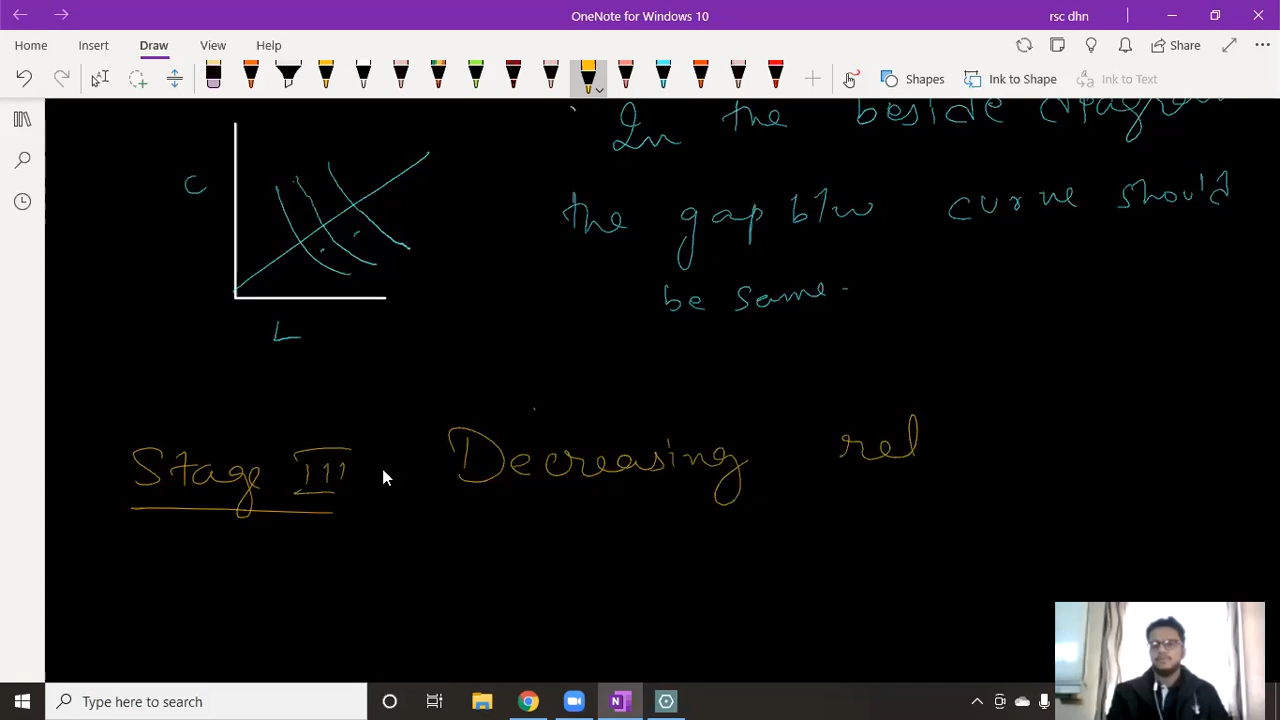 OneNote for Windows 10
rsc dhn
Home Insert Draw View Help
Share
Shapes
Ink to Shape
Ink to Text
In the beside diagram
the gap b/w curve should
be same -
C
L
Stage III Decreasing rel
Type here to search